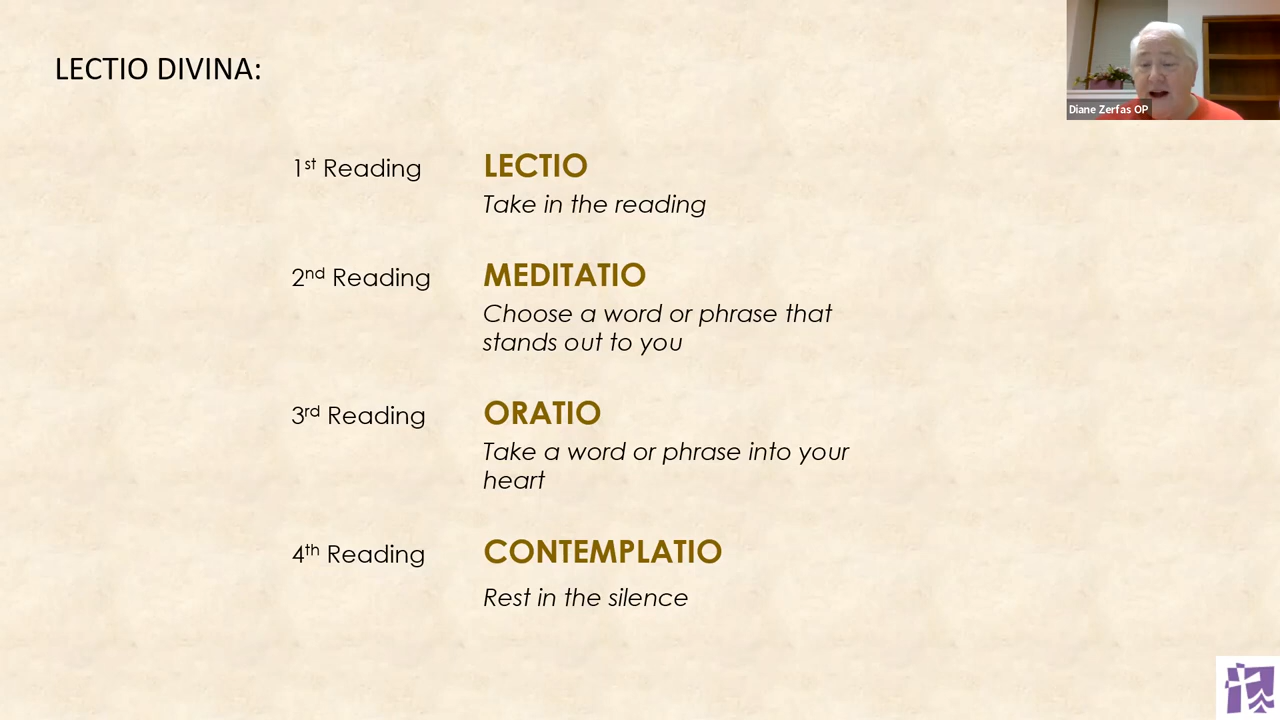 LECTIO DIVINA:
Diane Zerfas OP
1st Reading
LECTIO
Take in the reading
2nd Reading
MEDITATIO
Choose a word or phrase that
stands out to you
3rd Reading
ORATIO
Take a word or phrase into your
heart
4th Reading
CONTEMPLATIO
Rest in the silence